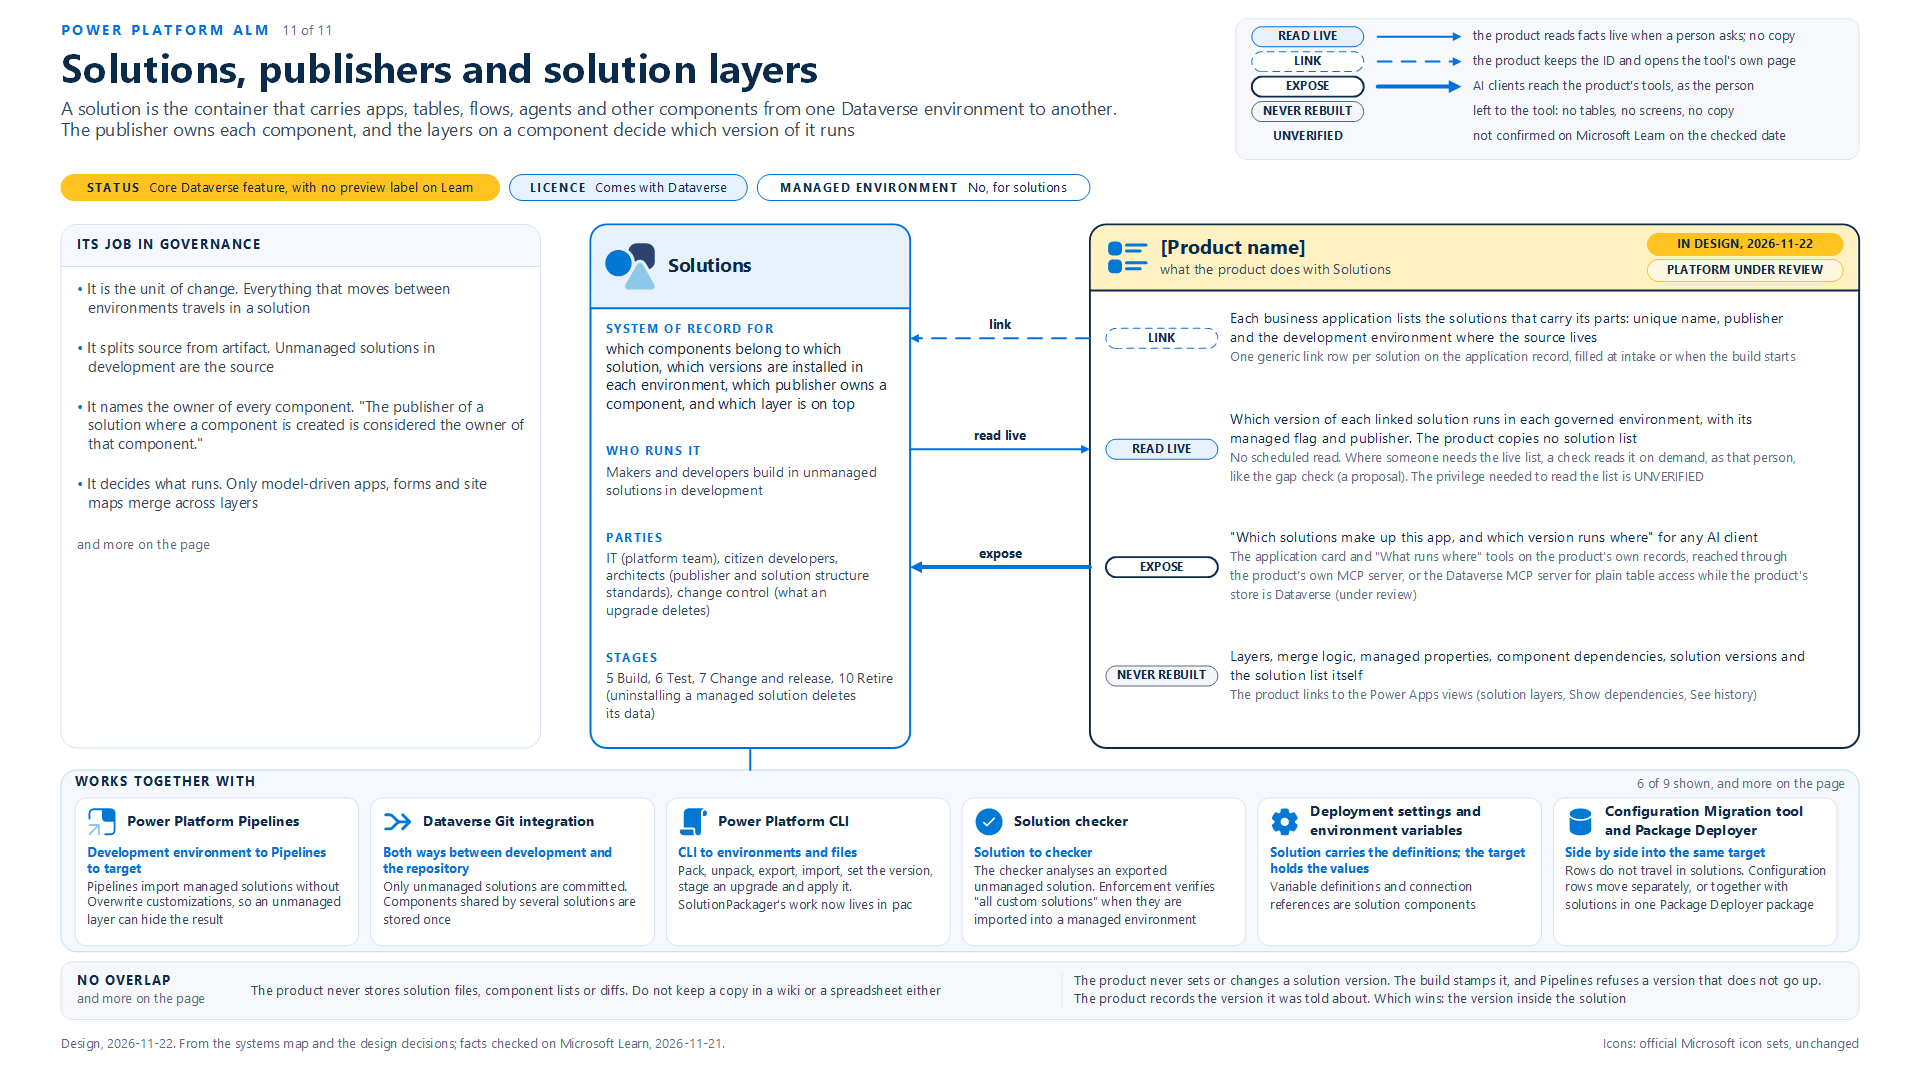 POWER PLATFORM ALM 11 of 11
Solutions, publishers and solution layers
A solution is the container that carries apps, tables, flows, agents and other components from one Dataverse environment to another.
The publisher owns each component, and the layers on a component decide which version of it runs
READ LIVE the product reads facts live when a person asks; no copy
LINK the product keeps the ID and opens the tool's own page
EXPOSE AI clients reach the product's tools, as the person
NEVER REBUILT left to the tool: no tables, no screens, no copy
UNVERIFIED not confirmed on Microsoft Learn on the checked date
STATUS Core Dataverse feature, with no preview label on Learn
LICENCE Comes with Dataverse
MANAGED ENVIRONMENT No, for solutions
ITS JOB IN GOVERNANCE
• It is the unit of change. Everything that moves between
environments travels in a solution
• It splits source from artifact. Unmanaged solutions in
development are the source
• It names the owner of every component. "The publisher of a
solution where a component is created is considered the owner of
that component."
• It decides what runs. Only model-driven apps, forms and site
maps merge across layers
and more on the page
Solutions
SYSTEM OF RECORD FOR
which components belong to which
solution, which versions are installed in
each environment, which publisher owns a
component, and which layer is on top
WHO RUNS IT
Makers and developers build in unmanaged
solutions in development
PARTIES
IT (platform team), citizen developers,
architects (publisher and solution structure
standards), change control (what an
upgrade deletes)
STAGES
5 Build, 6 Test, 7 Change and release, 10 Retire
(uninstalling a managed solution deletes
its data)
link
read live
expose
[Product name]
what the product does with Solutions
IN DESIGN, 2026-11-22
PLATFORM UNDER REVIEW
LINK
Each business application lists the solutions that carry its parts: unique name, publisher
and the development environment where the source lives
One generic link row per solution on the application record, filled at intake or when the build starts
READ LIVE
Which version of each linked solution runs in each governed environment, with its
managed flag and publisher. The product copies no solution list
No scheduled read. Where someone needs the live list, a check reads it on demand, as that person,
like the gap check (a proposal). The privilege needed to read the list is UNVERIFIED
EXPOSE
"Which solutions make up this app, and which version runs where" for any AI client
The application card and "What runs where" tools on the product's own records, reached through
the product's own MCP server, or the Dataverse MCP server for plain table access while the product's
store is Dataverse (under review)
NEVER REBUILT
Layers, merge logic, managed properties, component dependencies, solution versions and
the solution list itself
The product links to the Power Apps views (solution layers, Show dependencies, See history)
WORKS TOGETHER WITH
6 of 9 shown, and more on the page
Power Platform Pipelines
Development environment to Pipelines
to target
Pipelines import managed solutions without
Overwrite customizations, so an unmanaged
layer can hide the result
Dataverse Git integration
Both ways between development and
the repository
Only unmanaged solutions are committed.
Components shared by several solutions are
stored once
Power Platform CLI
CLI to environments and files
Pack, unpack, export, import, set the version,
stage an upgrade and apply it.
SolutionPackager's work now lives in pac
Solution checker
Solution to checker
The checker analyses an exported
unmanaged solution. Enforcement verifies
"all custom solutions" when they are
imported into a managed environment
Deployment settings and
environment variables
Solution carries the definitions; the target
holds the values
Variable definitions and connection
references are solution components
Configuration Migration tool
and Package Deployer
Side by side into the same target
Rows do not travel in solutions. Configuration
rows move separately, or together with
solutions in one Package Deployer package
NO OVERLAP
and more on the page
The product never stores solution files, component lists or diffs. Do not keep a copy in a wiki or a spreadsheet either
The product never sets or changes a solution version. The build stamps it, and Pipelines refuses a version that does not go up.
The product records the version it was told about. Which wins: the version inside the solution
Design, 2026-11-22. From the systems map and the design decisions; facts checked on Microsoft Learn, 2026-11-21.
Icons: official Microsoft icon sets, unchanged